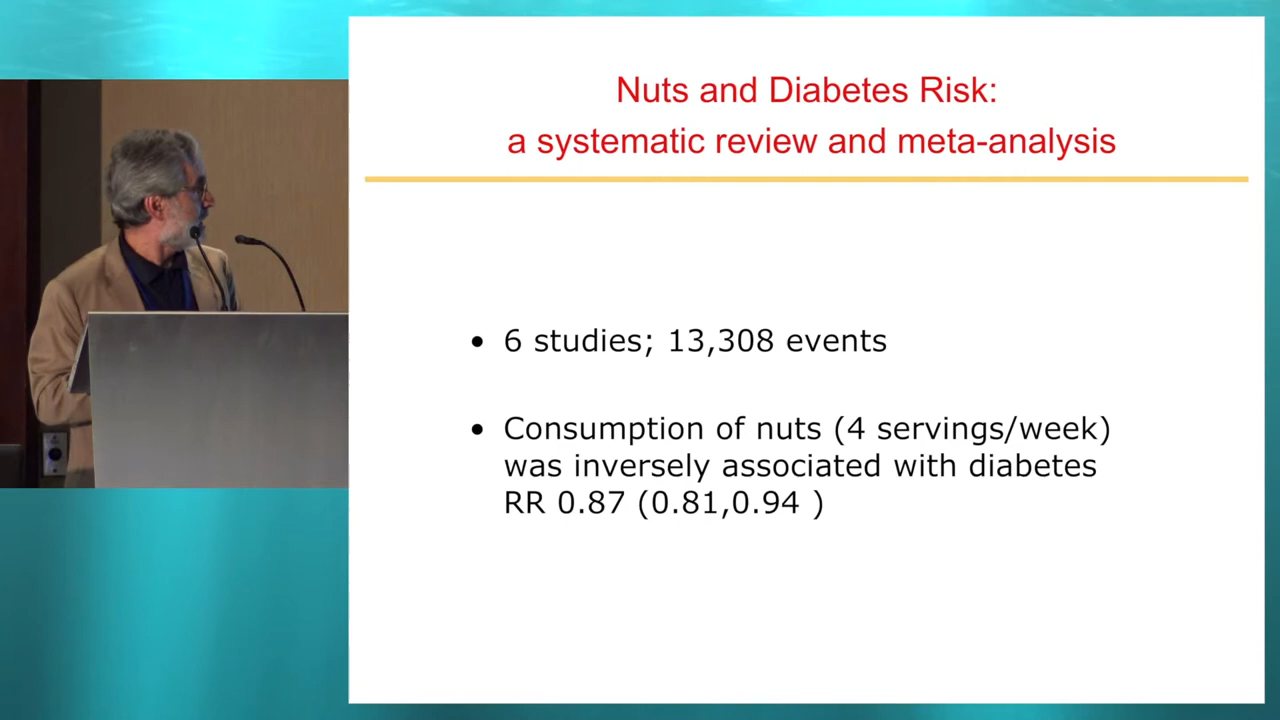 Nuts and Diabetes Risk:
a systematic review and meta-analysis
• 6 studies; 13,308 events
• Consumption of nuts (4 servings/week)
was inversely associated with diabetes
RR 0.87 (0.81,0.94 )